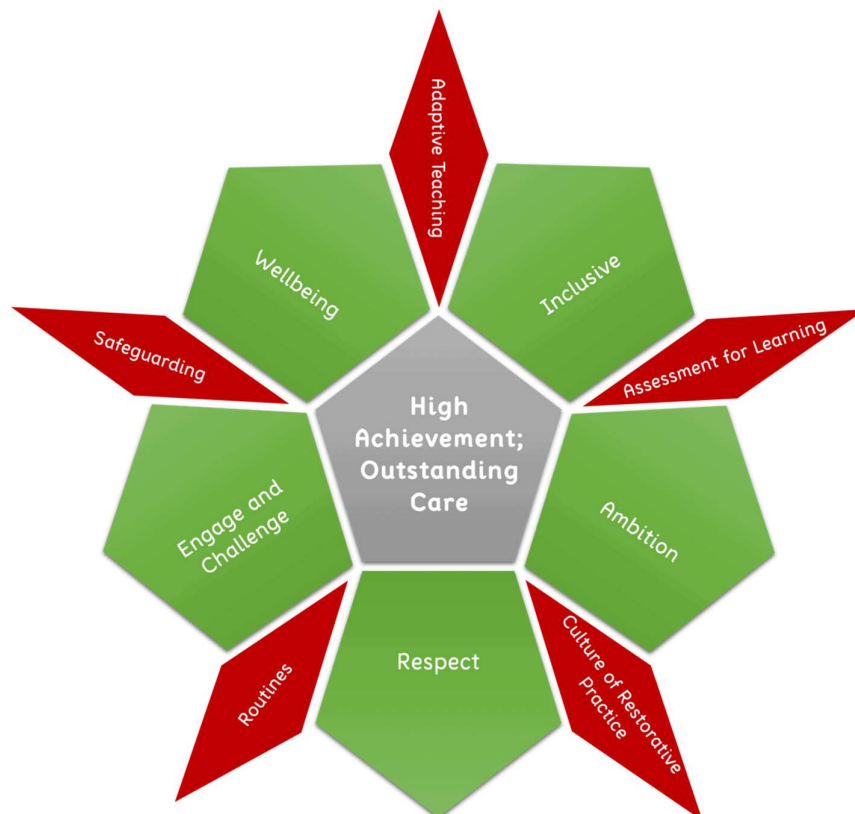 Adaptive Teaching
Wellbeing
Inclusive
Safeguarding
Assessment for Learning
High
Achievement;
Outstanding
Care
Engage and
Challenge
Ambition
Respect
Routines
Culture of Restorative
Practice